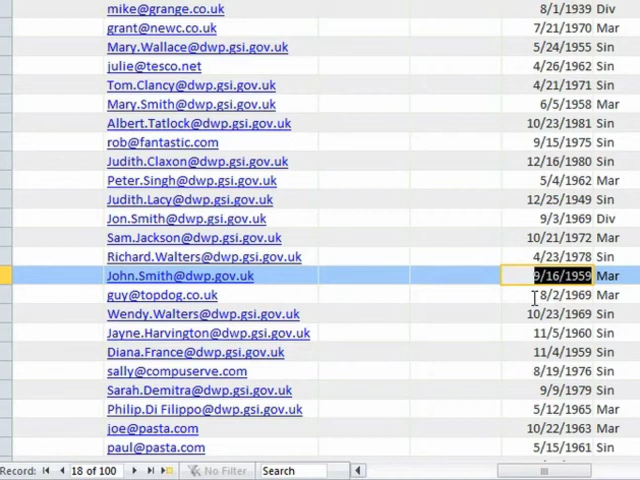 mike@grange.co.uk 8/1/1939 Div
grant@newc.co.uk 7/21/1970 Mar
Mary.Wallace@dwp.gsi.gov.uk 5/24/1955 Sin
julie@tesco.net 4/26/1962 Sin
Tom.Clancy@dwp.gsi.gov.uk 4/21/1971 Sin
Mary.Smith@dwp.gsi.gov.uk 6/5/1958 Mar
Albert.Tatlock@dwp.gsi.gov.uk 10/23/1981 Sin
rob@fantastic.com 9/15/1975 Sin
Judith.Claxon@dwp.gsi.gov.uk 12/16/1980 Sin
Peter.Singh@dwp.gsi.gov.uk 5/4/1962 Mar
Judith.Lacy@dwp.gsi.gov.uk 12/25/1949 Sin
Jon.Smith@dwp.gsi.gov.uk 9/3/1969 Div
Sam.Jackson@dwp.gsi.gov.uk 10/21/1972 Mar
Richard.Walters@dwp.gsi.gov.uk 4/23/1978 Sin
John.Smith@dwp.gov.uk 9/16/1959 Mar
guy@topdog.co.uk 8/2/1969 Mar
Wendy.Walters@dwp.gsi.gov.uk 10/23/1969 Sin
Jayne.Harvington@dwp.gsi.gov.uk 11/5/1960 Sin
Diana.France@dwp.gsi.gov.uk 11/4/1959 Sin
sally@compuserve.com 8/19/1976 Sin
Sarah.Demitra@dwp.gsi.gov.uk 9/9/1979 Sin
Philip.Di Filippo@dwp.gsi.gov.uk 5/12/1965 Mar
joe@pasta.com 10/22/1963 Mar
paul@pasta.com 5/15/1961 Sin
Record: 18 of 100 No Filter Search